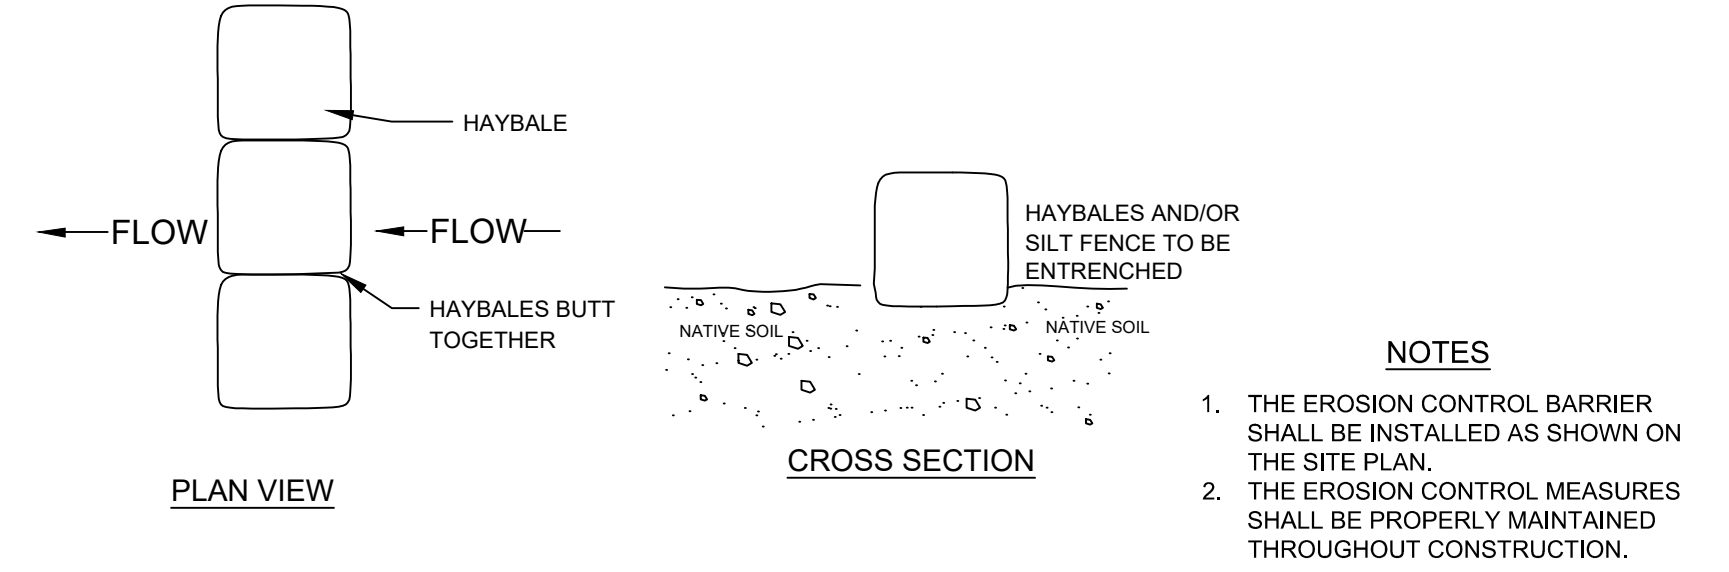 HAYBALE
FLOW
FLOW
HAYBALES BUTT
TOGETHER
PLAN VIEW
HAYBALES AND/OR
SILT FENCE TO BE
ENTRENCHED
NATIVE SOIL
NATIVE SOIL
CROSS SECTION
NOTES
1. THE EROSION CONTROL BARRIER
SHALL BE INSTALLED AS SHOWN ON
THE SITE PLAN.
2. THE EROSION CONTROL MEASURES
SHALL BE PROPERLY MAINTAINED
THROUGHOUT CONSTRUCTION.